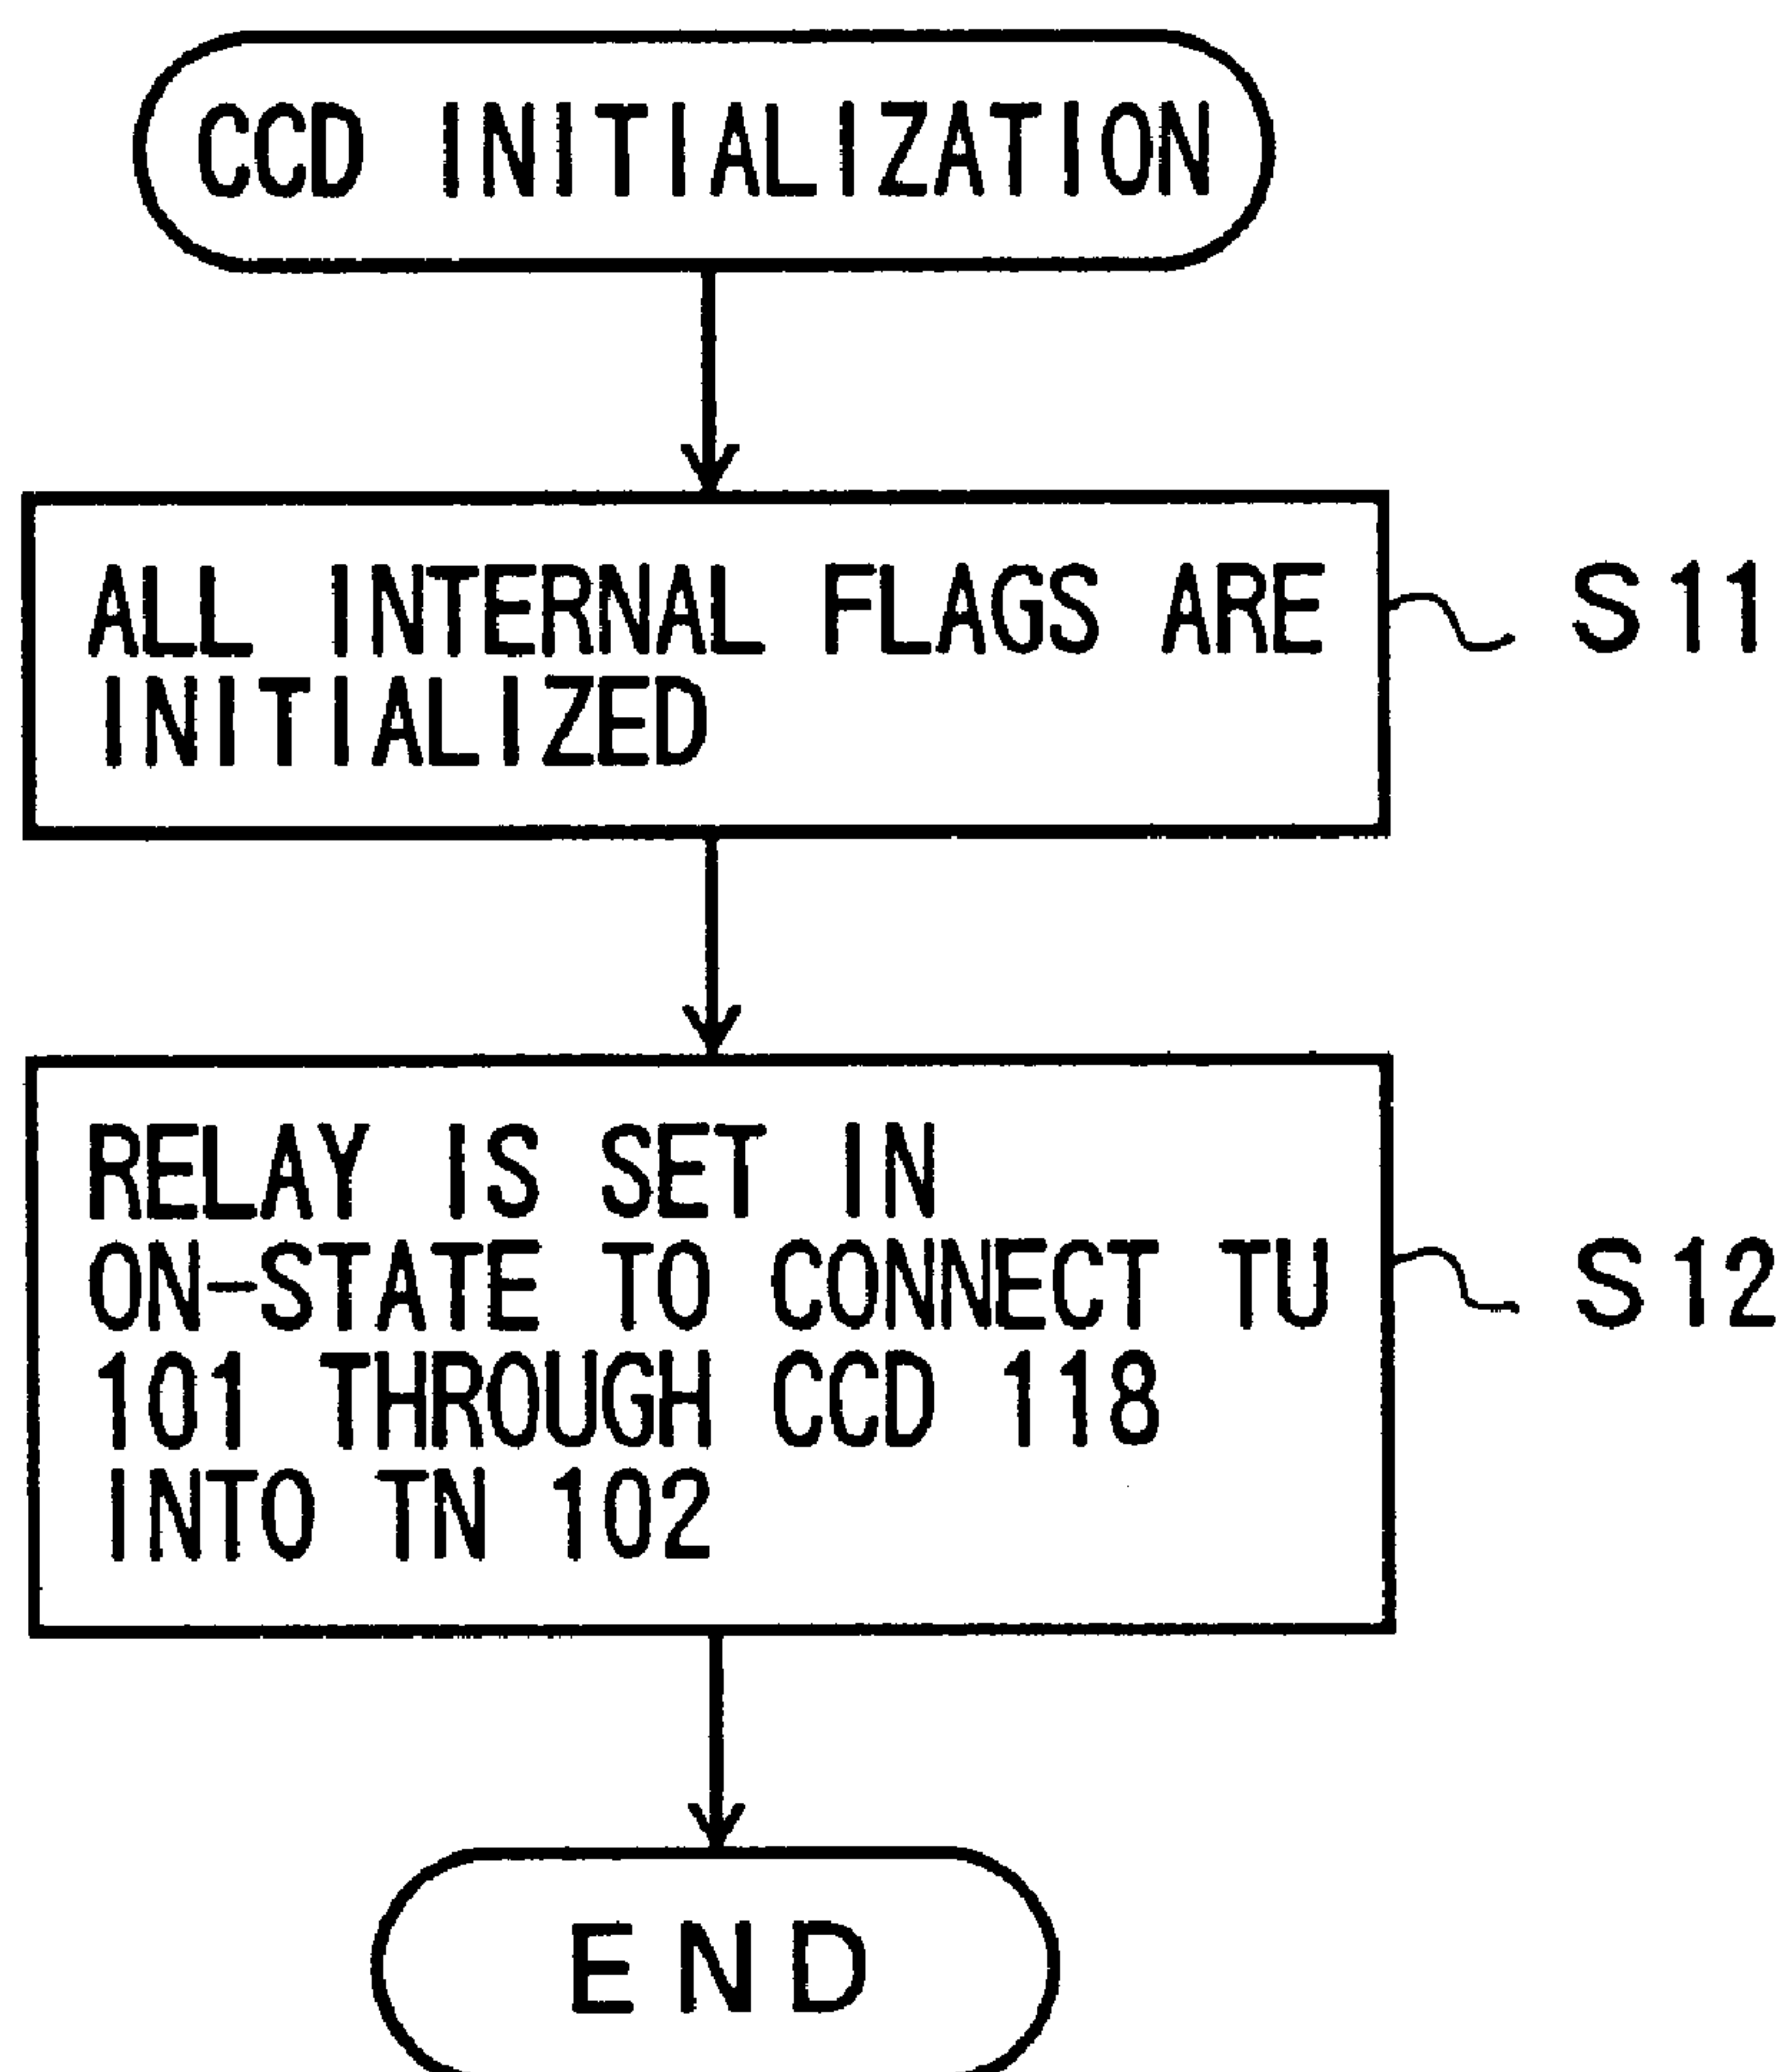 CCD INITIALIZATION
ALL INTERNAL FLAGS ARE
INITIALIZED
S11
RELAY IS SET IN
ON-STATE TO CONNECT TU
101 THROUGH CCD 118
INTO TN 102
S12
END